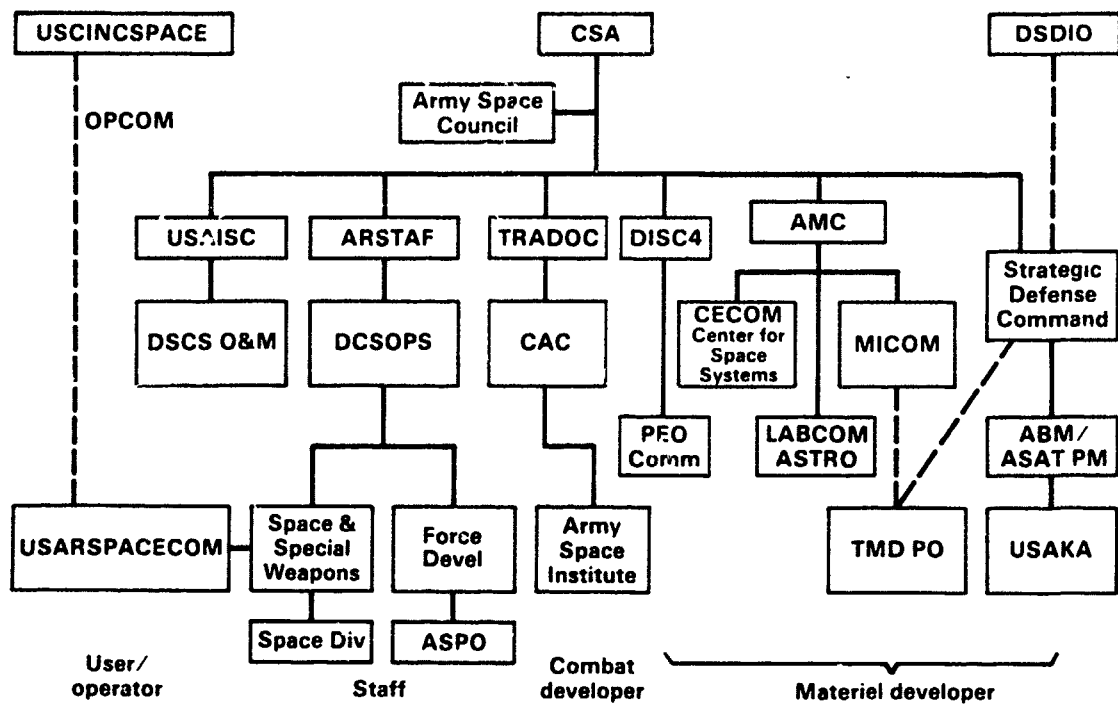 USCINCSPACE
CSA
DSDIO
OPCOM
Army Space
Council
USAISC
ARSTAF
TRADOC
DISC4
AMC
Strategic
Defense
Command
DSCS O&M
DCSOPS
CAC
CECOM
Center for
Space
Systems
MICOM
PEO
Comm
LABCOM
ASTRO
ABM/
ASAT PM
USARSPACECOM
Space &
Special
Weapons
Force
Devel
Army
Space
Institute
TMD PO
USAKA
Space Div
ASPO
User/
operator
Staff
Combat
developer
Materiel developer